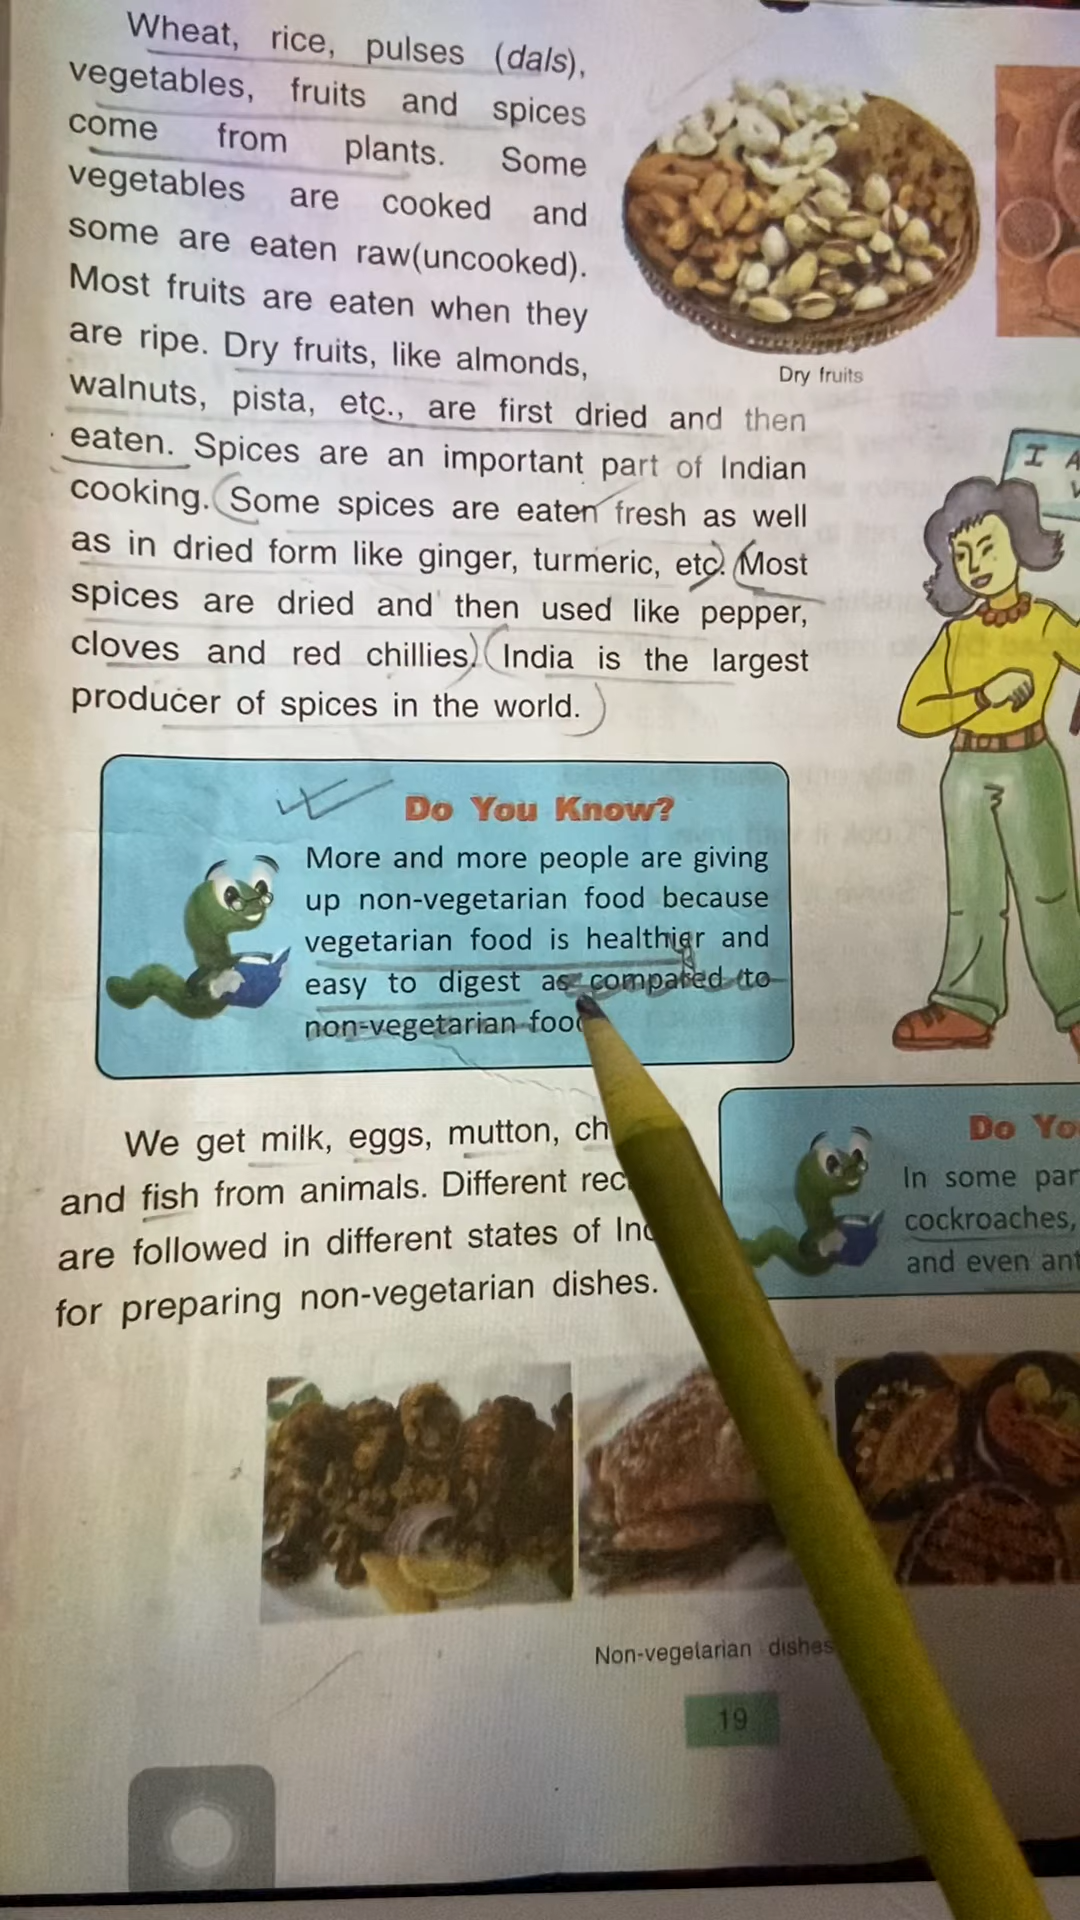 Wheat, rice, pulses (dals),
vegetables, fruits and spices
come from plants. Some
vegetables are cooked and
some are eaten raw(uncooked).
Most fruits are eaten when they
are ripe. Dry fruits, like almonds,
walnuts, pista, etc., are first dried and then
eaten. Spices are an important part of Indian
cooking. Some spices are eaten fresh as well
as in dried form like ginger, turmeric, etc. Most
spices are dried and then used like pepper,
cloves and red chillies. India is the largest
producer of spices in the world.
Dry fruits
I A
Do You Know?
More and more people are giving
up non-vegetarian food because
vegetarian food is healthier and
easy to digest as compared to
non-vegetarian foo
We get milk, eggs, mutton, ch
and fish from animals. Different rec
are followed in different states of Ind
for preparing non-vegetarian dishes.
Do Yo
In some par
cockroaches,
and even ant
Non-vegetarian dishes
19